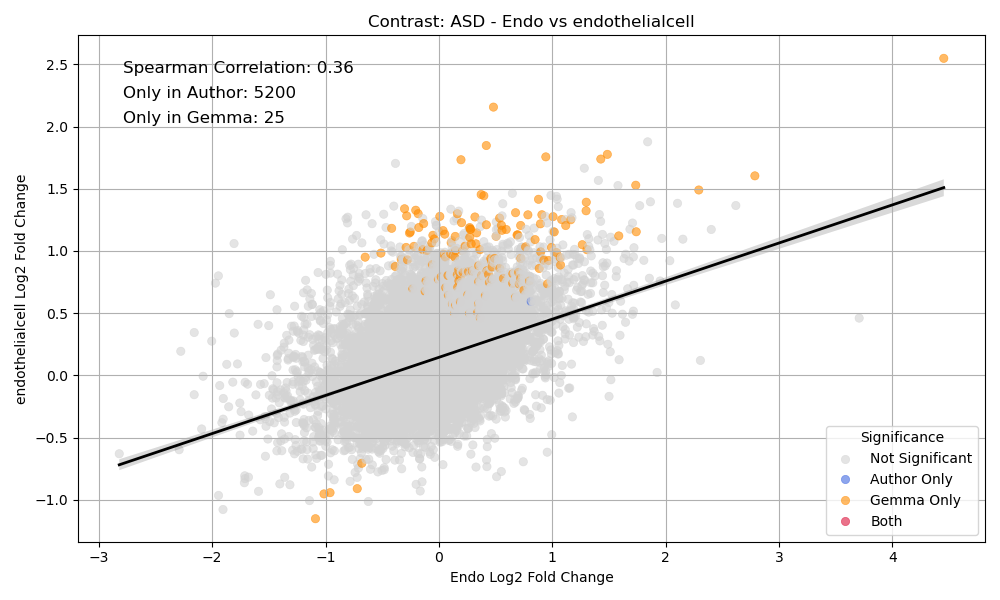 Contrast: ASD - Endo vs endothelialcell
Spearman Correlation: 0.36
Only in Author: 5200
Only in Gemma: 25
endothelialcell Log2 Fold Change
2.5
2.0
1.5
1.0
0.5
0.0
−0.5
−1.0
Significance
Not Significant
Author Only
Gemma Only
Both
−3 −2 −1 0 1 2 3 4
Endo Log2 Fold Change